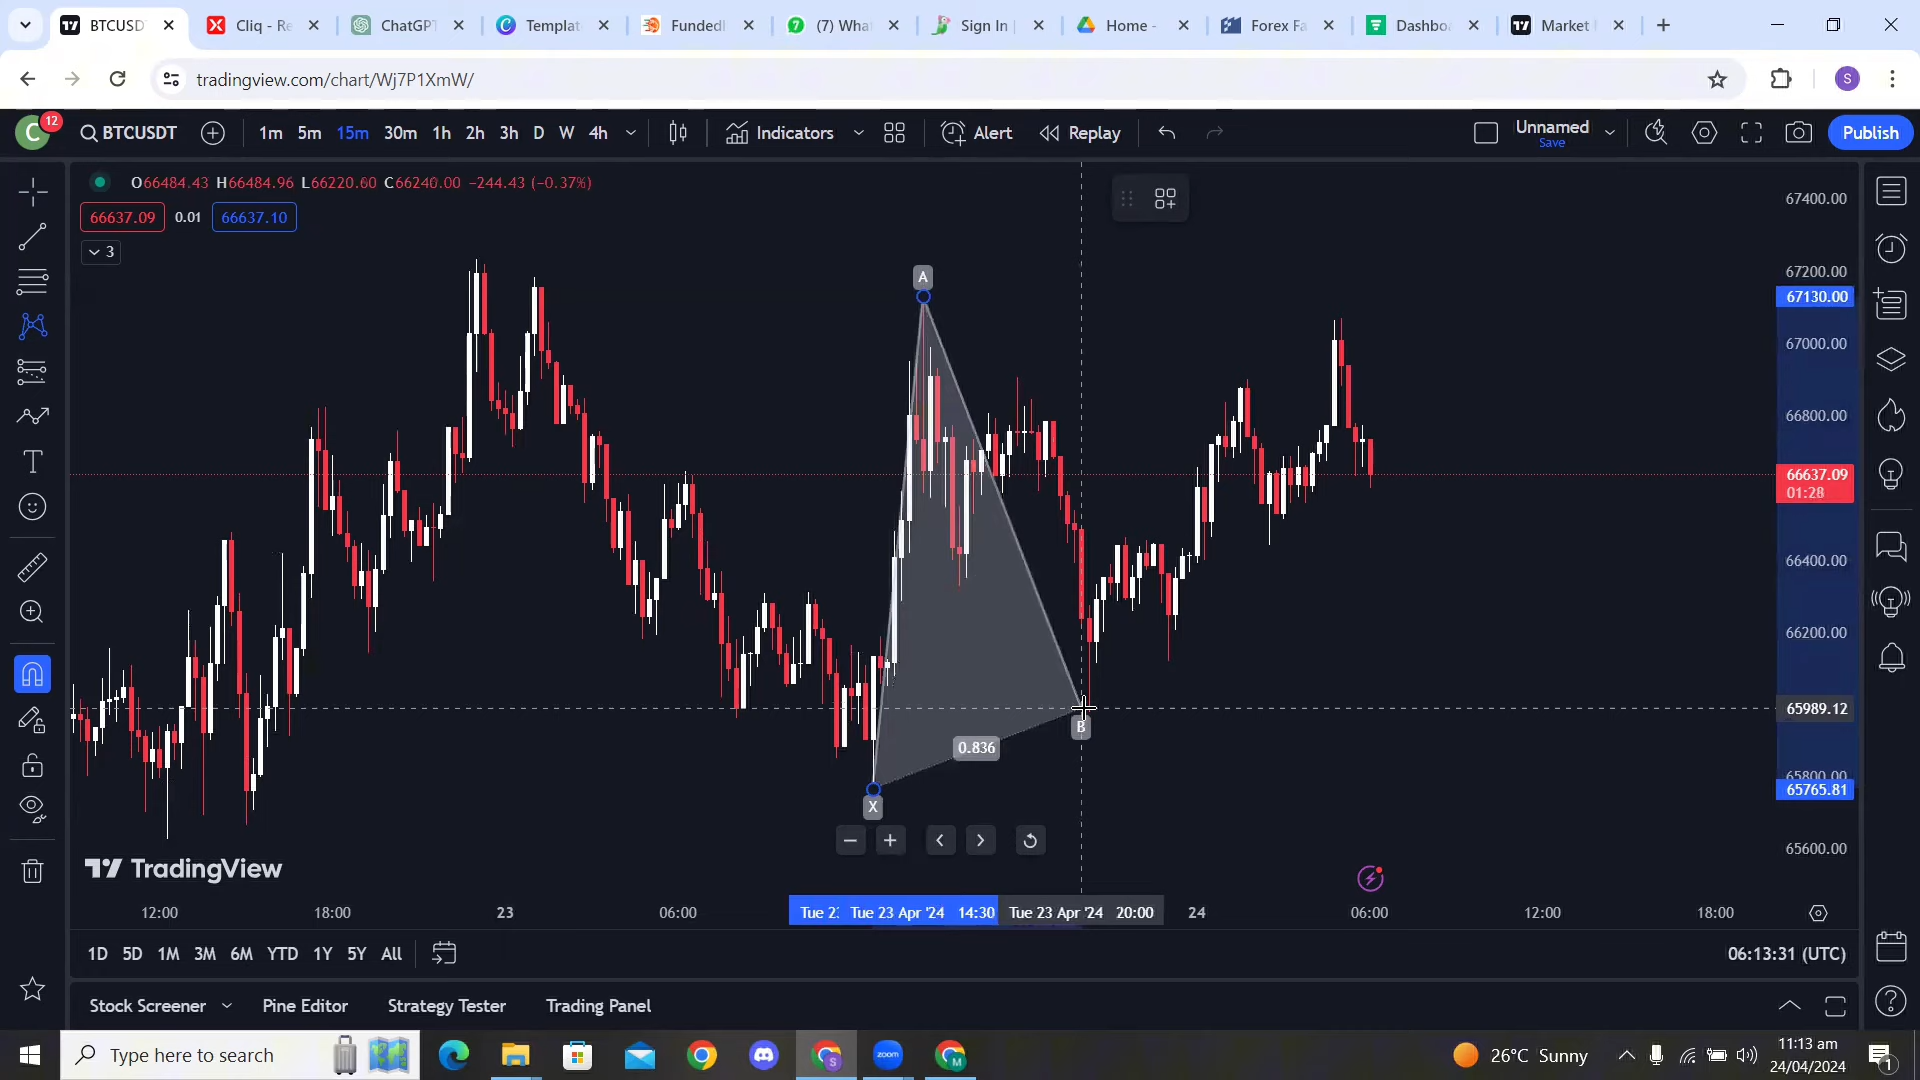 BTCUSD
Cliq - Re
ChatGPT
Templat
Funded
(7) Wha
Sign In |
Home -
Forex Fa
Dashbo
Market
tradingview.com/chart/Wj7P1XmW/
S
C
12
BTCUSDT
1m 5m 15m 30m 1h 2h 3h D W 4h
Indicators
Alert
Replay
Unnamed
Save
Publish
O66484.43 H66484.96 L66220.60 C66240.00 −244.43 (−0.37%)
66637.09 0.01 66637.10
3
67400.00
67200.00
67130.00
67000.00
66800.00
66637.09
01:28
66400.00
66200.00
65989.12
65800.00
65765.81
65600.00
A
B
0.836
X
TradingView
12:00 18:00 23 06:00 Tue 23 Tue 23 Apr '24 14:30 Tue 23 Apr '24 20:00 24 06:00 12:00 18:00
1D 5D 1M 3M 6M YTD 1Y 5Y All
06:13:31 (UTC)
Stock Screener
Pine Editor
Strategy Tester
Trading Panel
Type here to search
zoom
S
M
26°C Sunny
11:13 am
24/04/2024
1